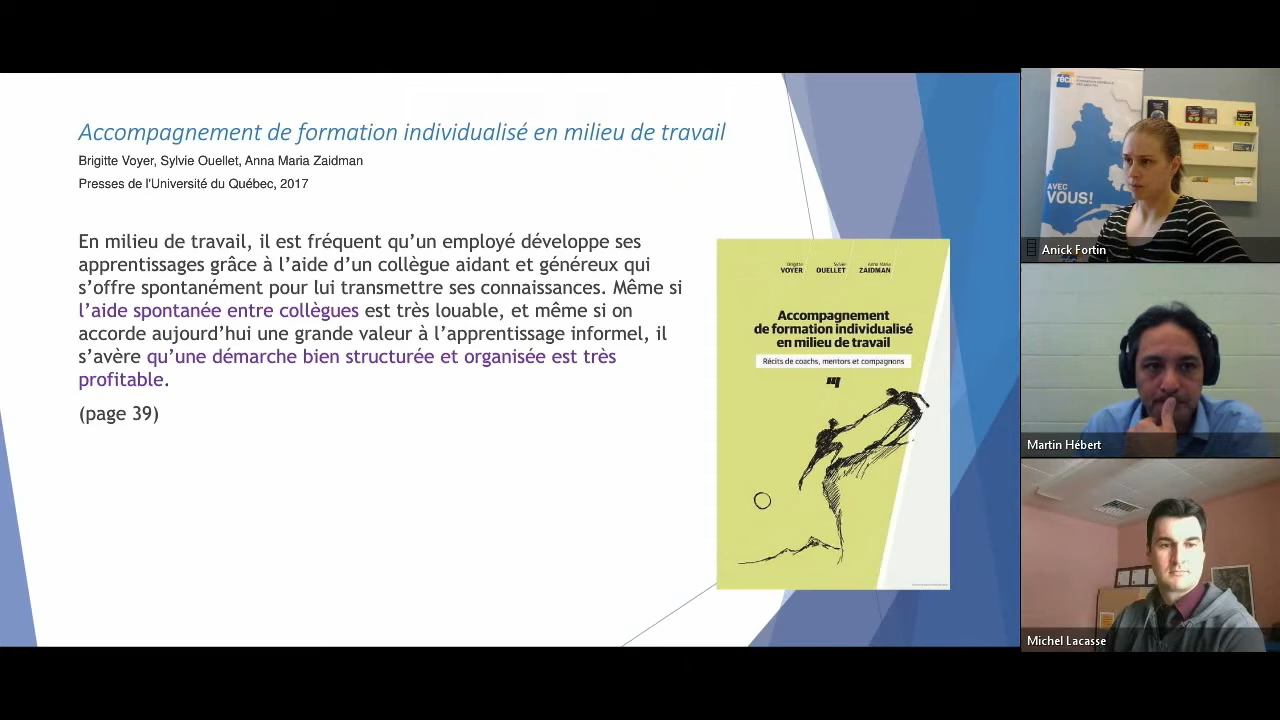 Accompagnement de formation individualisé en milieu de travail
Brigitte Voyer, Sylvie Ouellet, Anna Maria Zaidman
Presses de l'Université du Québec, 2017
En milieu de travail, il est fréquent qu’un employé développe ses
apprentissages grâce à l’aide d’un collègue aidant et généreux qui
s’offre spontanément pour lui transmettre ses connaissances. Même si
l’aide spontanée entre collègues est très louable, et même si on
accorde aujourd’hui une grande valeur à l’apprentissage informel, il
s’avère qu’une démarche bien structurée et organisée est très
profitable.
(page 39)
Brigitte
VOYER
Sylvie
OUELLET
Anna Maria
ZAIDMAN
Accompagnement
de formation individualisé
en milieu de travail
Récits de coachs, mentors et compagnons
récit
AVEC
VOUS!
Anick Fortin
Martin Hébert
Michel Lacasse